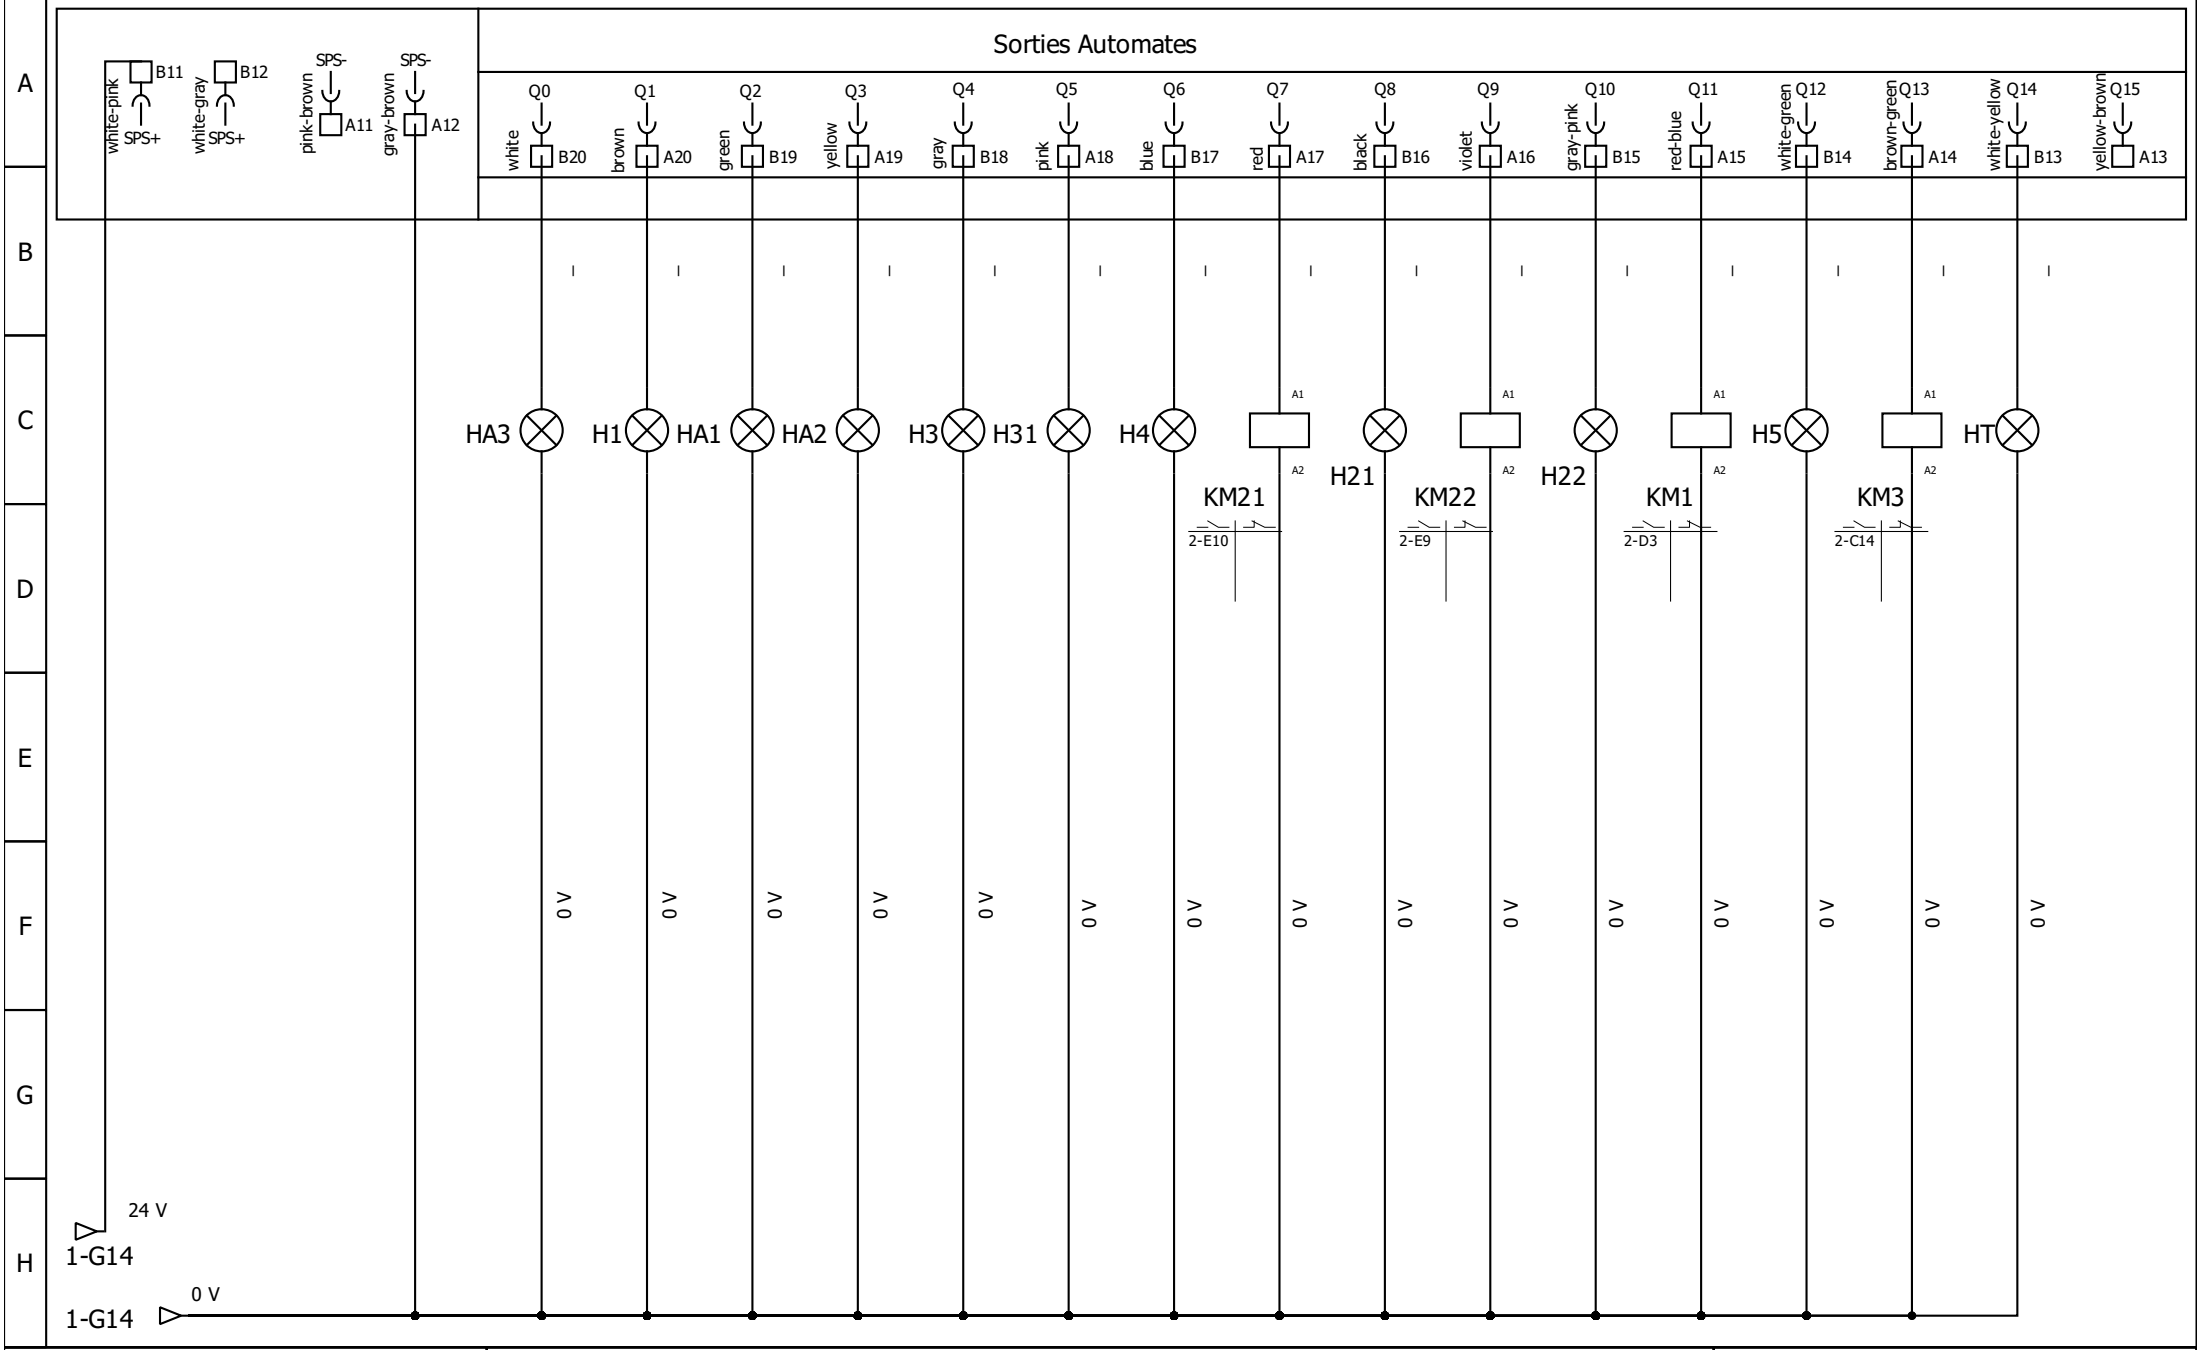 Sorties Automates
A
white-pink
B11
SPS+
white-gray
B12
SPS+
pink-brown
SPS-
A11
gray-brown
SPS-
A12
Q0 Q1 Q2 Q3 Q4 Q5 Q6 Q7 Q8 Q9 Q10 Q11 Q12 Q13 Q14 Q15
white brown green yellow gray pink blue red black violet gray-pink red-blue white-green brown-green white-yellow yellow-brown
B20 A20 B19 A19 B18 A18 B17 A17 B16 A16 B15 A15 B14 A14 B13 A13
B
A1 A1 A1 A1
C
HA3 H1 HA1 HA2 H3 H31 H4 H5 HT
A2 A2 A2 A2
H21 H22
KM21 KM22 KM1 KM3
2-E10 2-E9 2-D3 2-C14
D
E
0 V 0 V 0 V 0 V 0 V 0 V 0 V 0 V 0 V 0 V 0 V 0 V 0 V 0 V 0 V
F
G
24 V
1-G14
H
0 V
1-G14